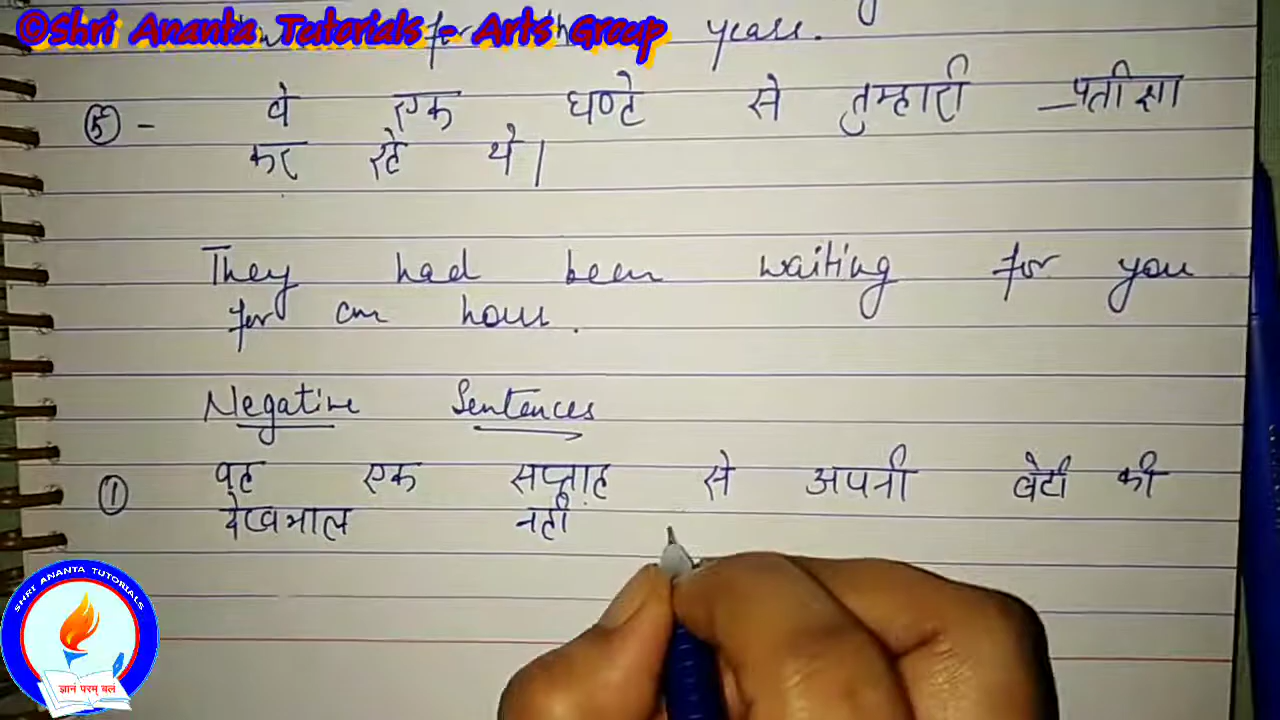 ©Shri Ananta Tutorials - Arts Group
for years.
⑤ - वे एक घण्टे से तुम्हारी प्रतीक्षा
कर रहे थे।
They had been waiting for you
for an hour.
Negative Sentences
① वह एक सप्ताह से अपनी बेटी की
देखभाल नहीं
SHRI ANANTA TUTORIALS
ज्ञानं परमं बलं